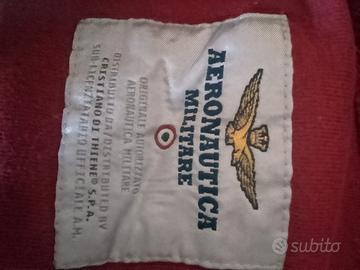 AERONAUTICA
MILITARE
ORIGINALE AUTORIZZATO
AERONAUTICA MILITARE
DISTRIBUITO DA/DISTRIBUTED BY
CRISTIANO DI THIENE® S.P.A.
SUB-LICENZIATARIO UFFICIALE A.M.
subito